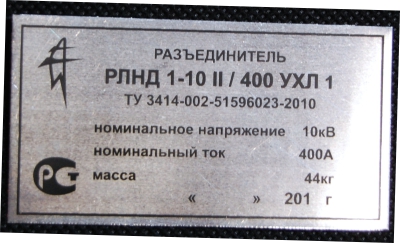 РАЗЪЕДИНИТЕЛЬ
РЛНД 1-10 II / 400 УХЛ 1
ТУ 3414-002-51596023-2010
номинальное напряжение 10кВ
номинальный ток 400А
масса 44кг
« » 201 г
РСТ